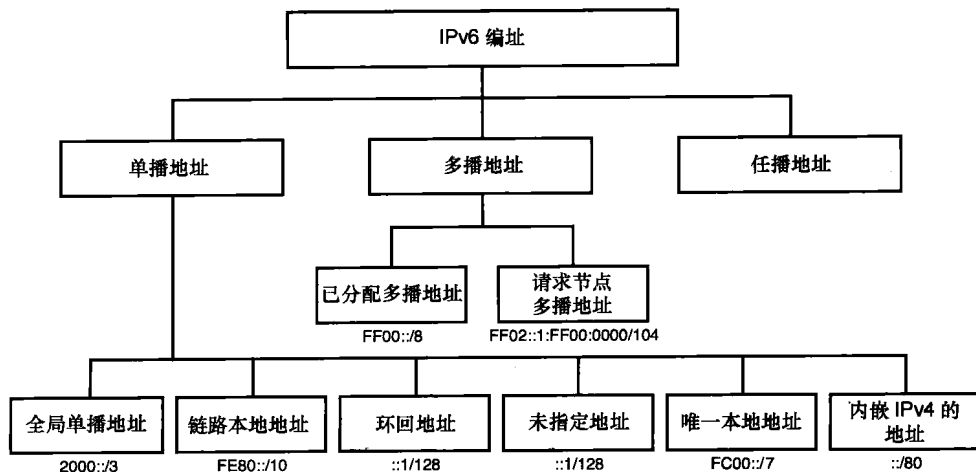 IPv6 编址
单播地址
多播地址
任播地址
已分配多播地址
FF00::/8
请求节点
多播地址
FF02::1:FF00:0000/104
全局单播地址
2000::/3
链路本地地址
FE80::/10
环回地址
::1/128
未指定地址
::1/128
唯一本地地址
FC00::/7
内嵌 IPv4 的
地址
::/80